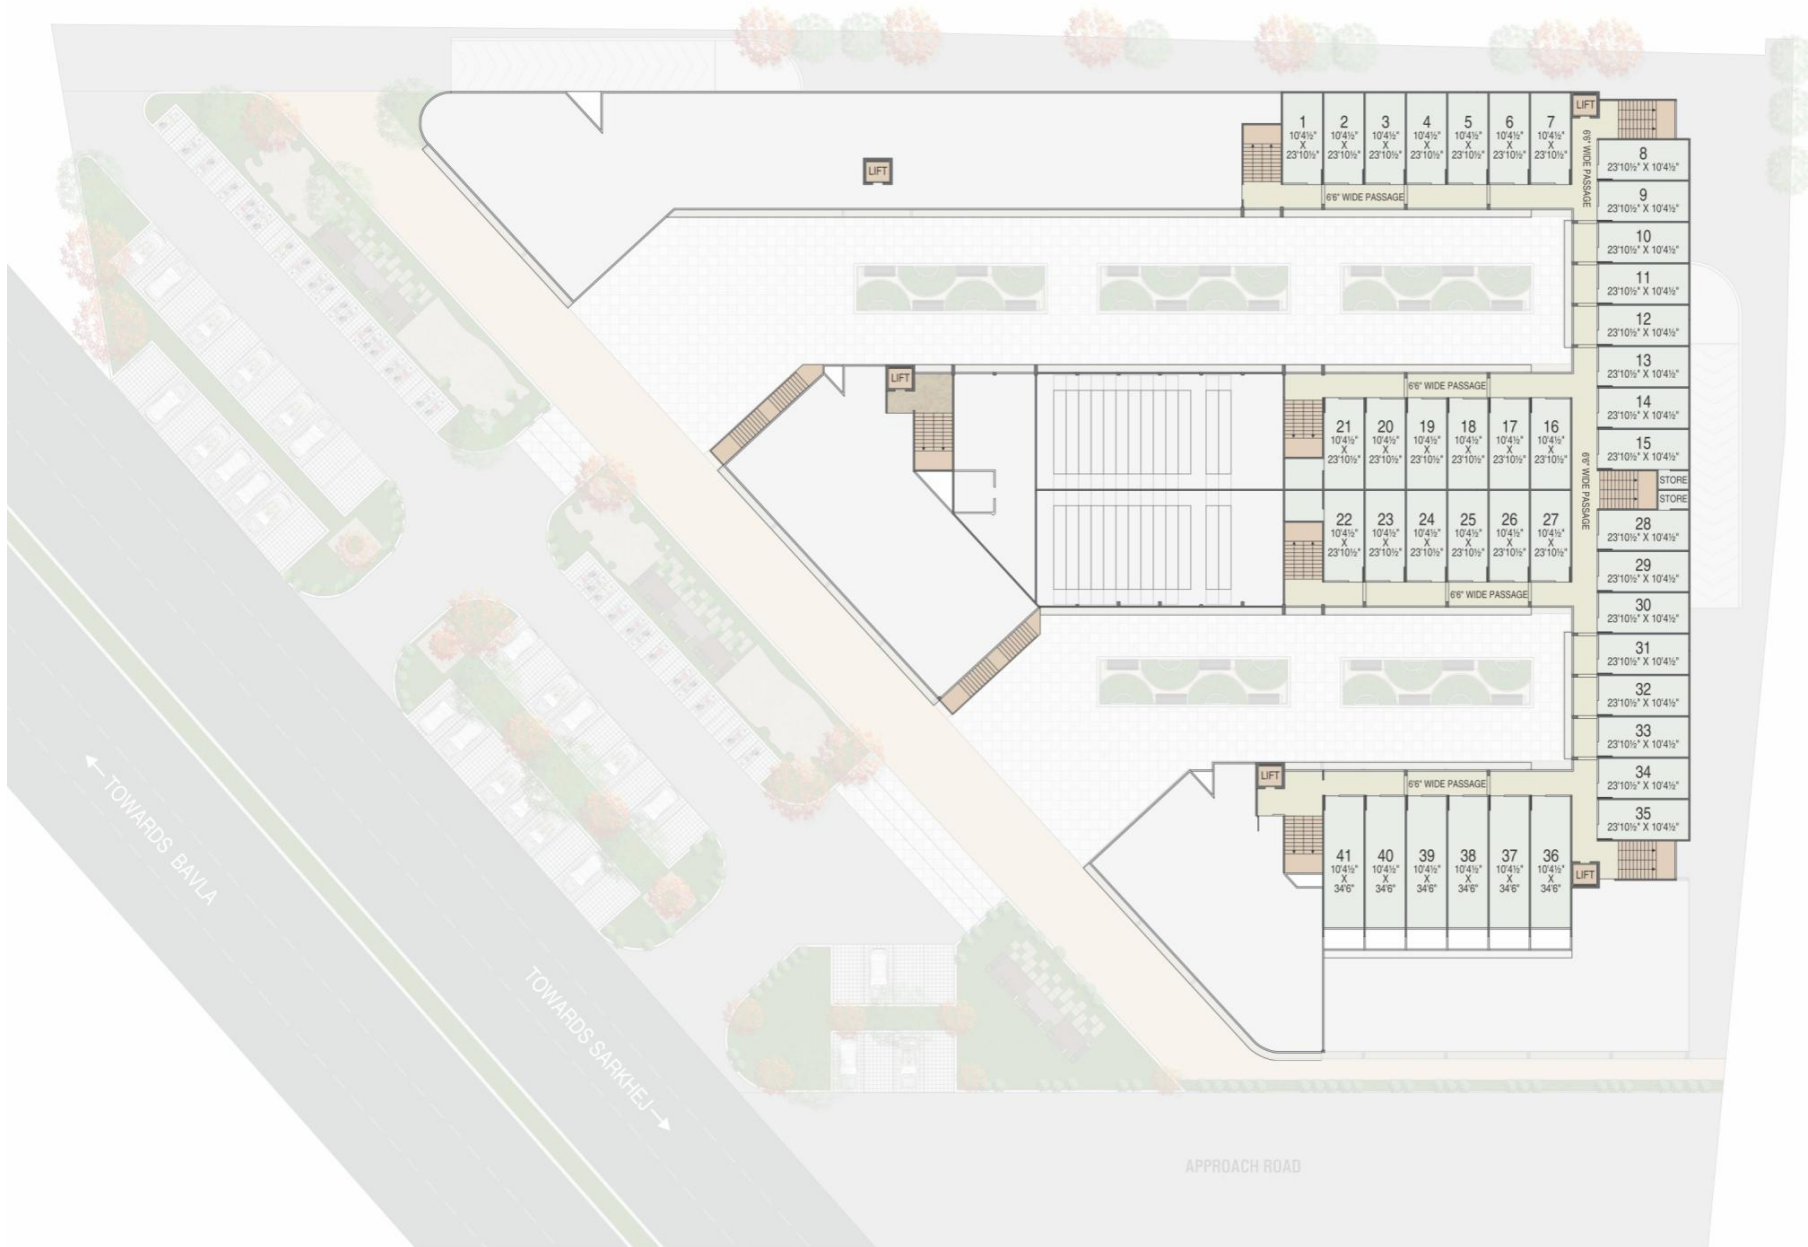 LIFT
1
10'4½"
X
23'10½"
2
10'4½"
X
23'10½"
3
10'4½"
X
23'10½"
4
10'4½"
X
23'10½"
5
10'4½"
X
23'10½"
6
10'4½"
X
23'10½"
7
10'4½"
X
23'10½"
LIFT
6'6" WIDE PASSAGE
6'6" WIDE PASSAGE
8
23'10½" X 10'4½"
9
23'10½" X 10'4½"
10
23'10½" X 10'4½"
11
23'10½" X 10'4½"
12
23'10½" X 10'4½"
13
23'10½" X 10'4½"
14
23'10½" X 10'4½"
15
23'10½" X 10'4½"
STORE
STORE
LIFT
6'6" WIDE PASSAGE
21
10'4½"
X
23'10½"
20
10'4½"
X
23'10½"
19
10'4½"
X
23'10½"
18
10'4½"
X
23'10½"
17
10'4½"
X
23'10½"
16
10'4½"
X
23'10½"
6'6" WIDE PASSAGE
22
10'4½"
X
23'10½"
23
10'4½"
X
23'10½"
24
10'4½"
X
23'10½"
25
10'4½"
X
23'10½"
26
10'4½"
X
23'10½"
27
10'4½"
X
23'10½"
6'6" WIDE PASSAGE
28
23'10½" X 10'4½"
29
23'10½" X 10'4½"
30
23'10½" X 10'4½"
31
23'10½" X 10'4½"
32
23'10½" X 10'4½"
33
23'10½" X 10'4½"
34
23'10½" X 10'4½"
35
23'10½" X 10'4½"
LIFT
6'6" WIDE PASSAGE
41
10'4½"
X
34'6"
40
10'4½"
X
34'6"
39
10'4½"
X
34'6"
38
10'4½"
X
34'6"
37
10'4½"
X
34'6"
36
10'4½"
X
34'6"
LIFT
TOWARDS BAVLA
TOWARDS SARKHEJ
APPROACH ROAD